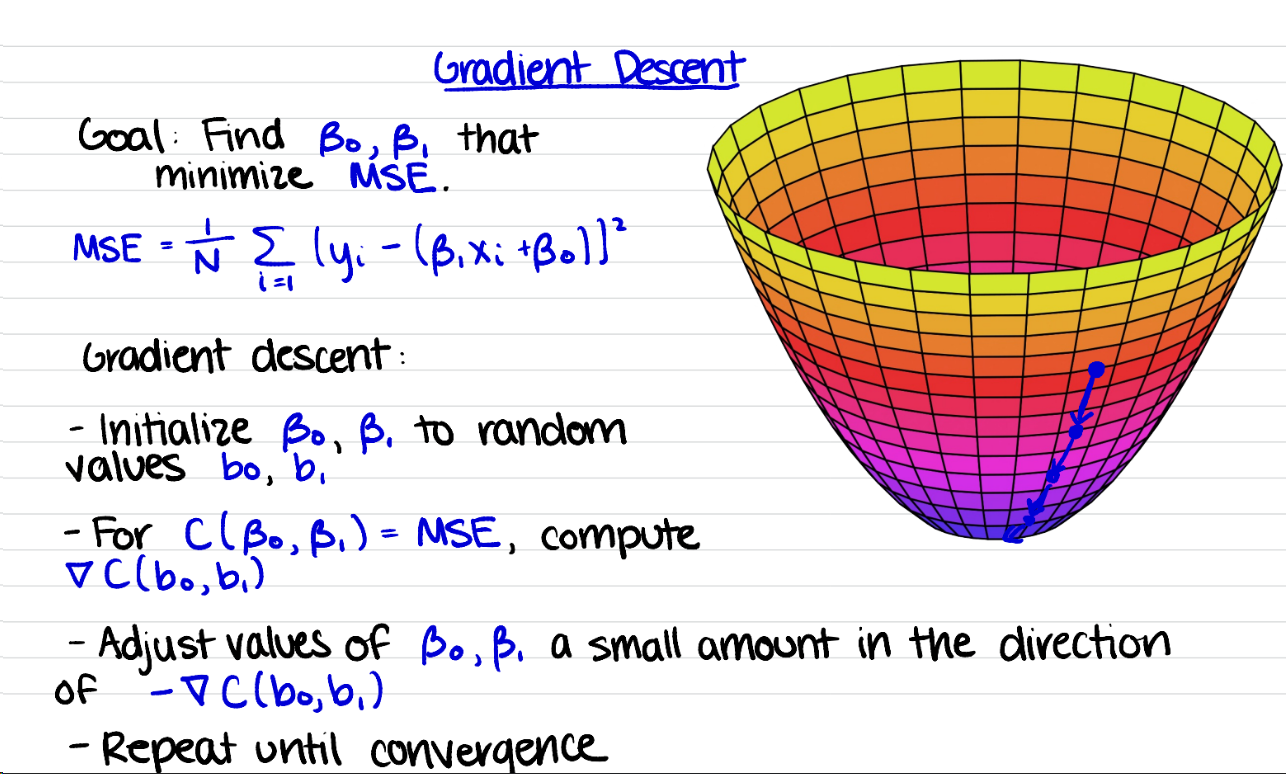 Gradient Descent
Goal: Find β₀, β₁ that
minimize MSE.
MSE = 1/N Σ i=1 (yᵢ - (β₁xᵢ + β₀))²
Gradient descent:
- Initialize β₀, β₁ to random
values b₀, b₁
- For C(β₀, β₁) = MSE, compute
∇C(b₀, b₁)
- Adjust values of β₀, β₁ a small amount in the direction
of -∇C(b₀, b₁)
- Repeat until convergence